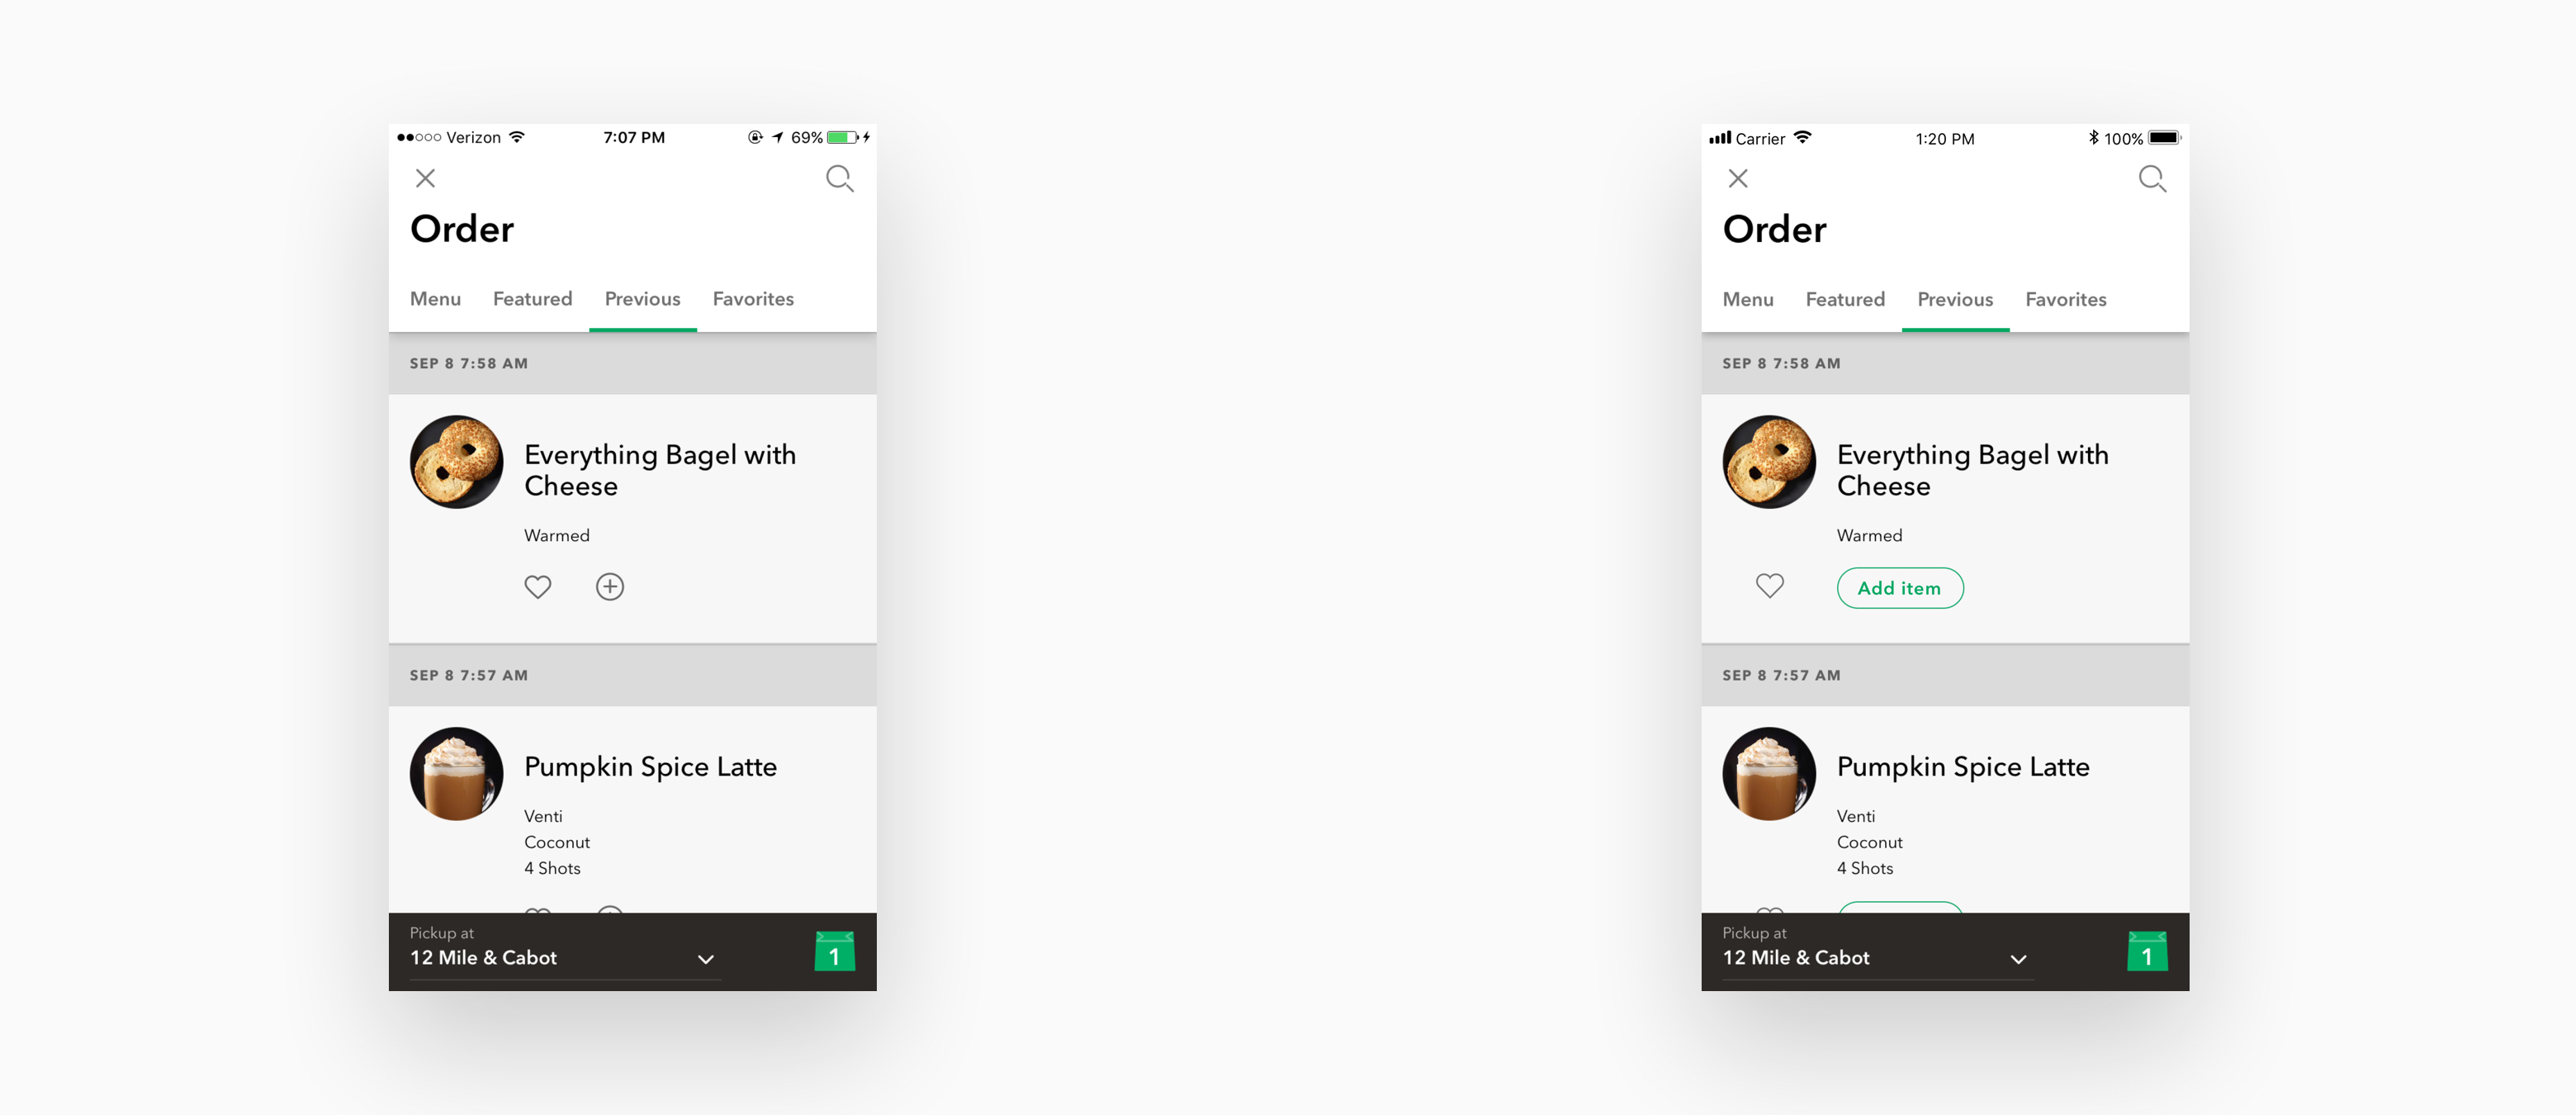 Verizon 7:07 PM 69%
Order
Menu Featured Previous Favorites
SEP 8 7:58 AM
Everything Bagel with
Cheese
Warmed
SEP 8 7:57 AM
Pumpkin Spice Latte
Venti
Coconut
4 Shots
Pickup at
12 Mile & Cabot
1
Carrier 1:20 PM 100%
Order
Menu Featured Previous Favorites
SEP 8 7:58 AM
Everything Bagel with
Cheese
Warmed
Add item
SEP 8 7:57 AM
Pumpkin Spice Latte
Venti
Coconut
4 Shots
Pickup at
12 Mile & Cabot
1